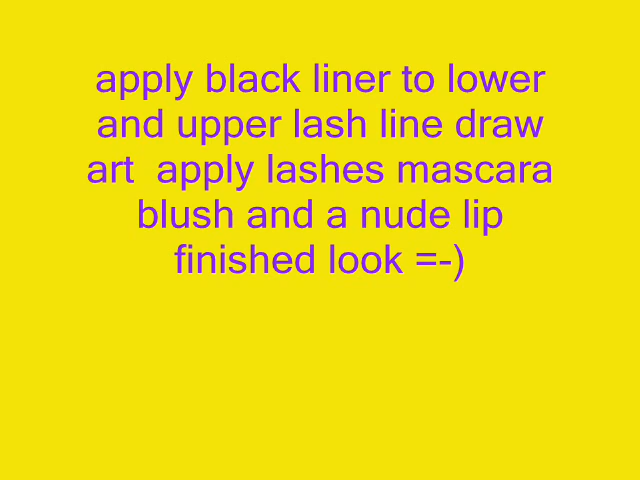 apply black liner to lower
and upper lash line draw
art  apply lashes mascara
blush and a nude lip
finished look =-)